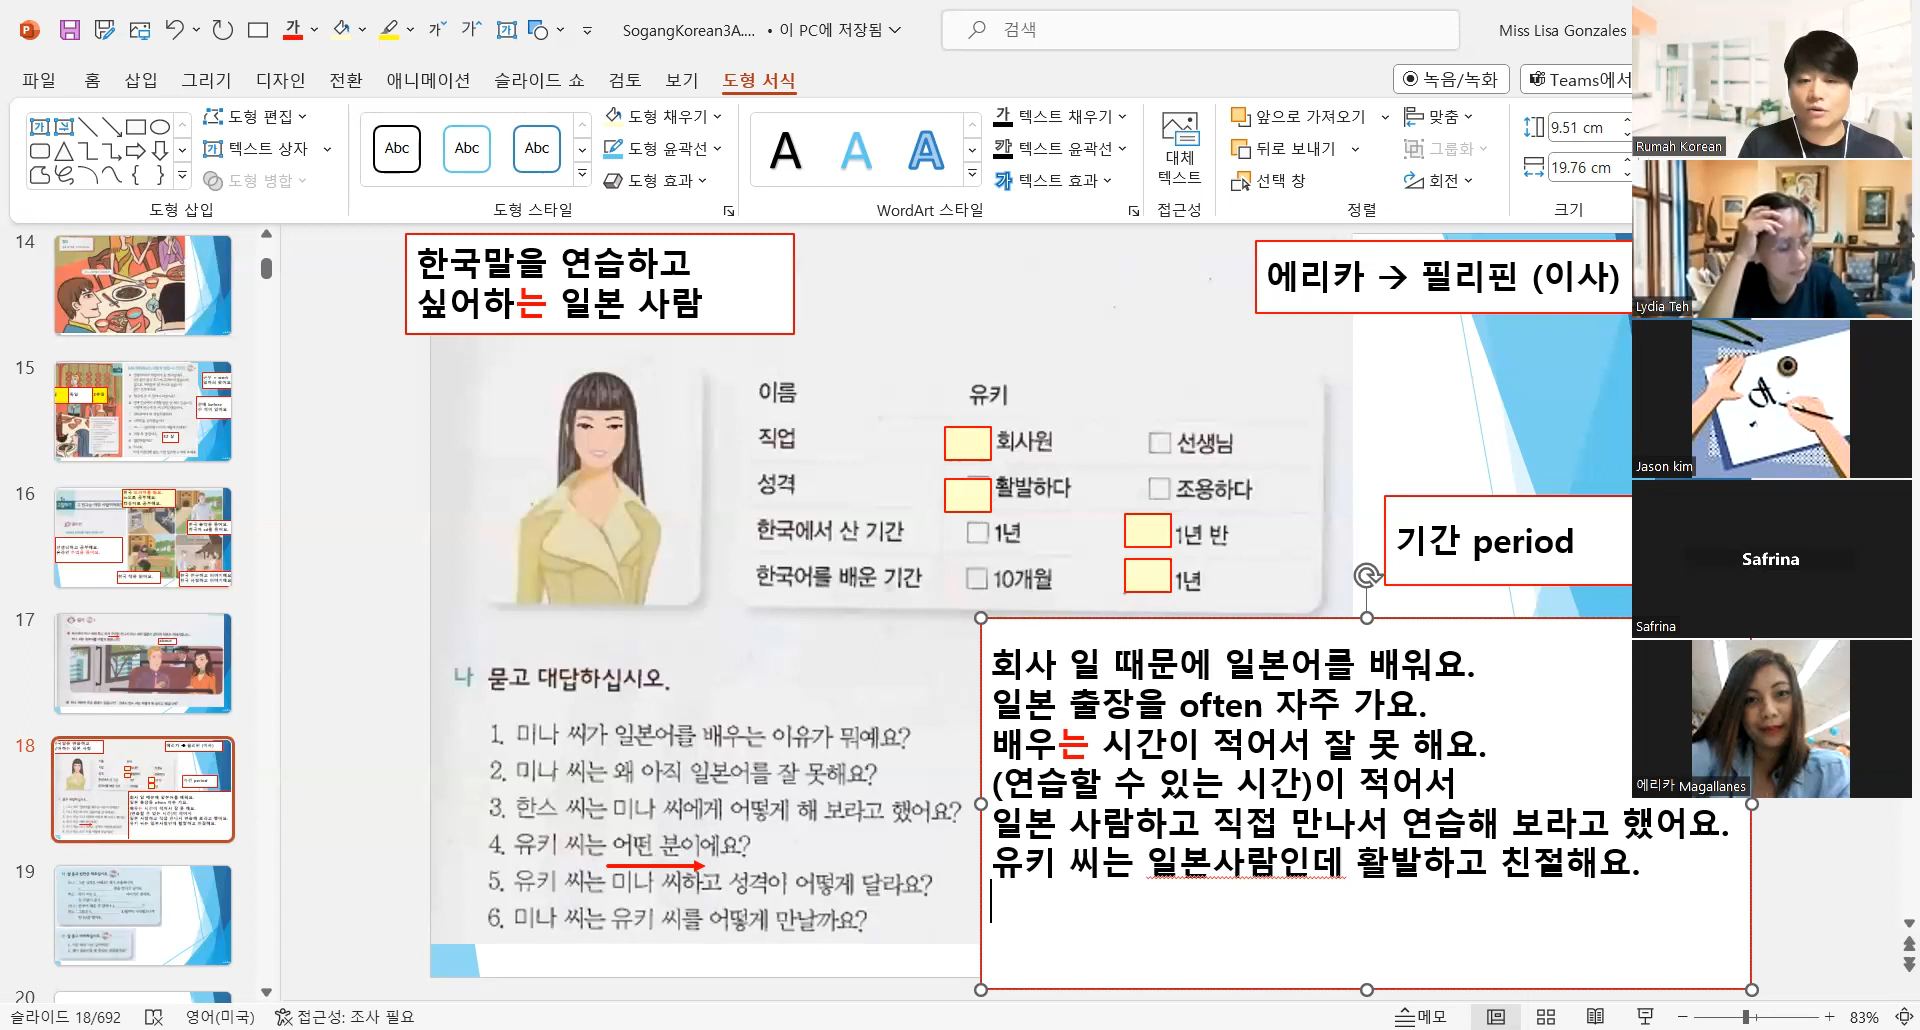 SogangKorean3A....
• 이 PC에 저장됨
검색
Miss Lisa Gonzales
파일
홈
삽입
그리기
디자인
전환
애니메이션
슬라이드 쇼
검토
보기
도형 서식
녹음/녹화
Teams에서
도형 편집
텍스트 상자
도형 병합
도형 삽입
Abc
Abc
Abc
도형 채우기
도형 윤곽선
도형 효과
도형 스타일
텍스트 채우기
텍스트 윤곽선
텍스트 효과
WordArt 스타일
대체
텍스트
접근성
앞으로 가져오기
뒤로 보내기
선택 창
맞춤
그룹화
회전
정렬
9.51 cm
19.76 cm
크기
14
15
16
17
18
19
20
한국말을 연습하고
싶어하는 일본 사람
에리카 → 필리핀 (이사)
이름 유키
직업 회사원 선생님
성격 활발하다 조용하다
한국에서 산 기간 1년 1년 반
한국어를 배운 기간 10개월 1년
기간 period
나 묻고 대답하십시오.
1. 미나 씨가 일본어를 배우는 이유가 뭐예요?
2. 미나 씨는 왜 아직 일본어를 잘 못해요?
3. 한스 씨는 미나 씨에게 어떻게 해 보라고 했어요?
4. 유키 씨는 어떤 분이에요?
5. 유키 씨는 미나 씨하고 성격이 어떻게 달라요?
6. 미나 씨는 유키 씨를 어떻게 만날까요?
회사 일 때문에 일본어를 배워요.
일본 출장을 often 자주 가요.
배우는 시간이 적어서 잘 못 해요.
(연습할 수 있는 시간)이 적어서
일본 사람하고 직접 만나서 연습해 보라고 했어요.
유키 씨는 일본사람인데 활발하고 친절해요.
Rumah Korean
Lydia Teh
Jason kim
Safrina
Safrina
에리카 Magallanes
슬라이드 18/692
영어(미국)
접근성: 조사 필요
메모
83%